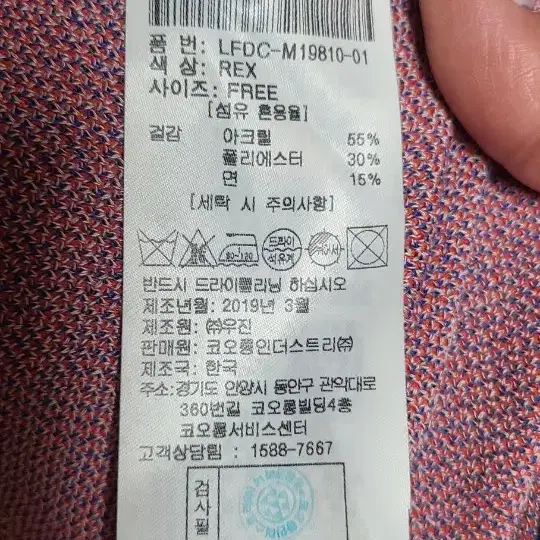 품 번: LFDC-M19810-01
색 상: REX
사이즈: FREE
[섬유 혼용율]
겉감 아크릴 55%
폴리에스터 30%
면 15%
[세탁 시 주의사항]
80~120 드라이 석유계
반드시 드라이클리닝 하십시오
제조년월: 2019년 3월
제조원: ㈜우진
판매원: 코오롱인더스트리㈜
제조국: 한국
주소: 경기도 안양시 동안구 관악대로
360번길 코오롱빌딩4층
코오롱서비스센터
고객상담림 : 1588-7667
검사필